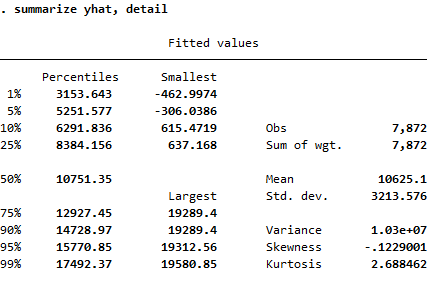 . summarize yhat, detail
Fitted values
Percentiles Smallest
1% 3153.643 -462.9974
5% 5251.577 -306.0386
10% 6291.836 615.4719 Obs 7,872
25% 8384.156 637.168 Sum of wgt. 7,872
50% 10751.35 Mean 10625.1
Largest Std. dev. 3213.576
75% 12927.45 19289.4
90% 14728.97 19289.4 Variance 1.03e+07
95% 15770.85 19312.56 Skewness -.1229001
99% 17492.37 19580.85 Kurtosis 2.688462